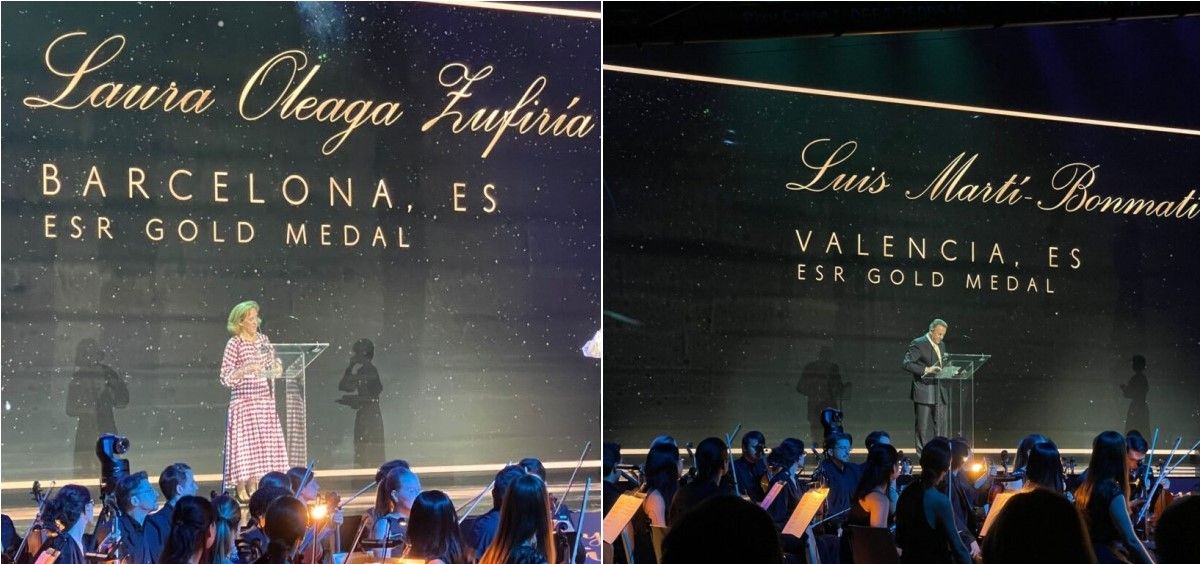 Laura Oleaga Zufiría
BARCELONA, ES
ESR GOLD MEDAL
Luis Martí-Bonmatí
VALENCIA, ES
ESR GOLD MEDAL